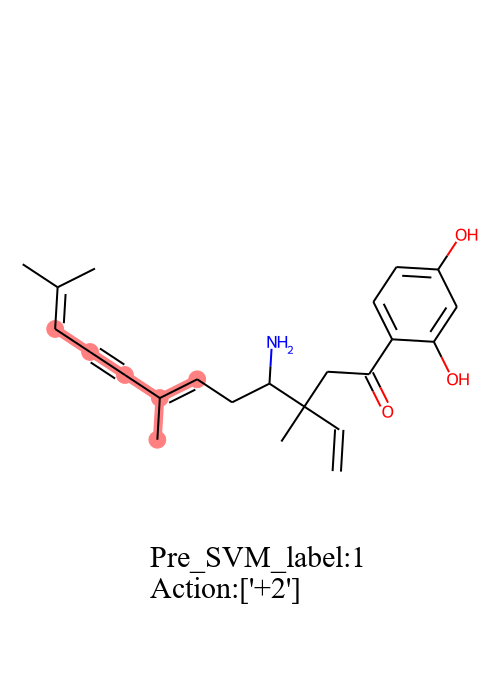 OH
NH2
OH
O
Pre_SVM_label:1
Action:['+2']